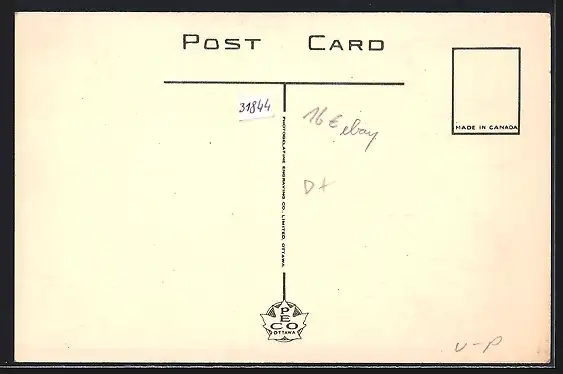 POST CARD
31844
16 € ebay
MADE IN CANADA
PHOTOGELATINE ENGRAVING CO. LIMITED, OTTAWA.
D+
PECO
OTTAWA
v-p